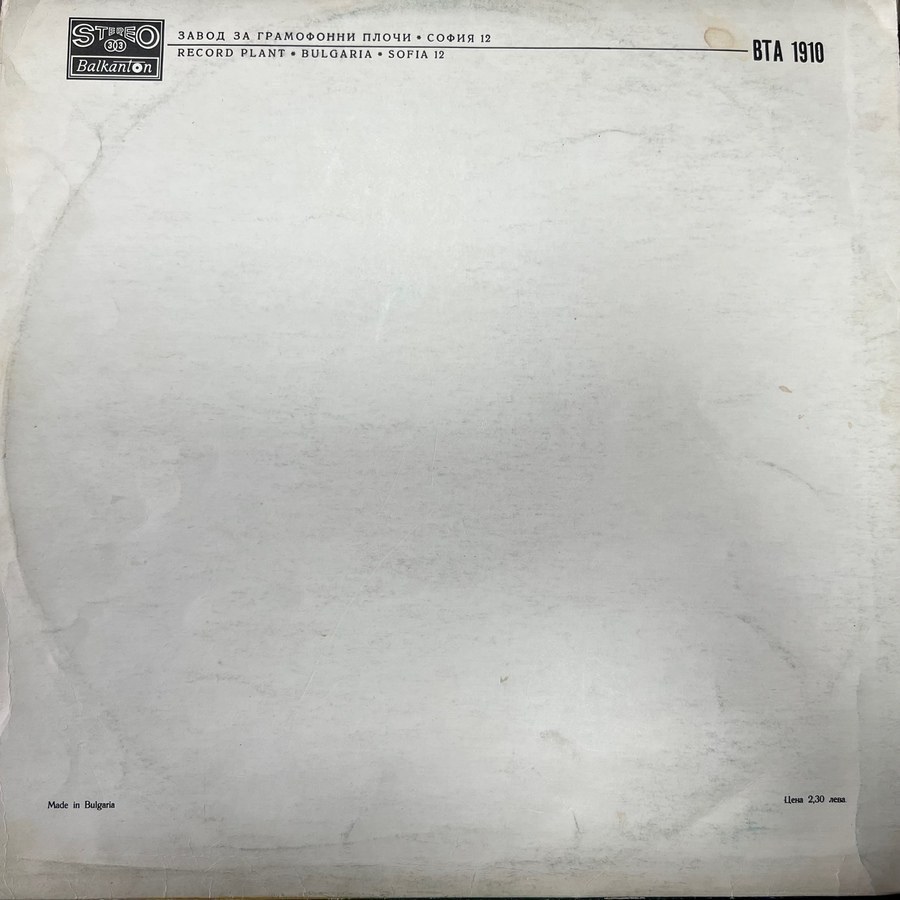 STEREO
303
Balkanton
ЗАВОД ЗА ГРАМОФОННИ ПЛОЧИ • СОФИЯ 12
RECORD PLANT • BULGARIA • SOFIA 12
ВТА 1910
Made in Bulgaria
Цена 2,30 лева